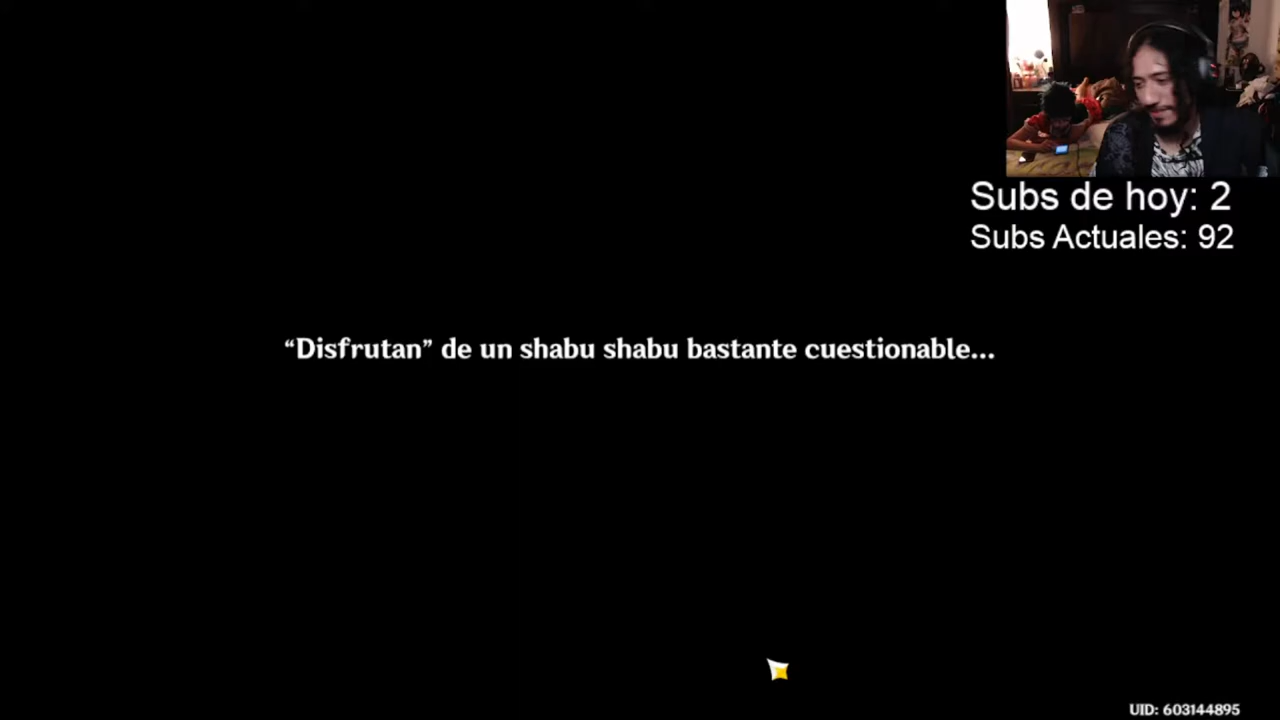 Subs de hoy: 2
Subs Actuales: 92
“Disfrutan” de un shabu shabu bastante cuestionable...
UID: 603144895